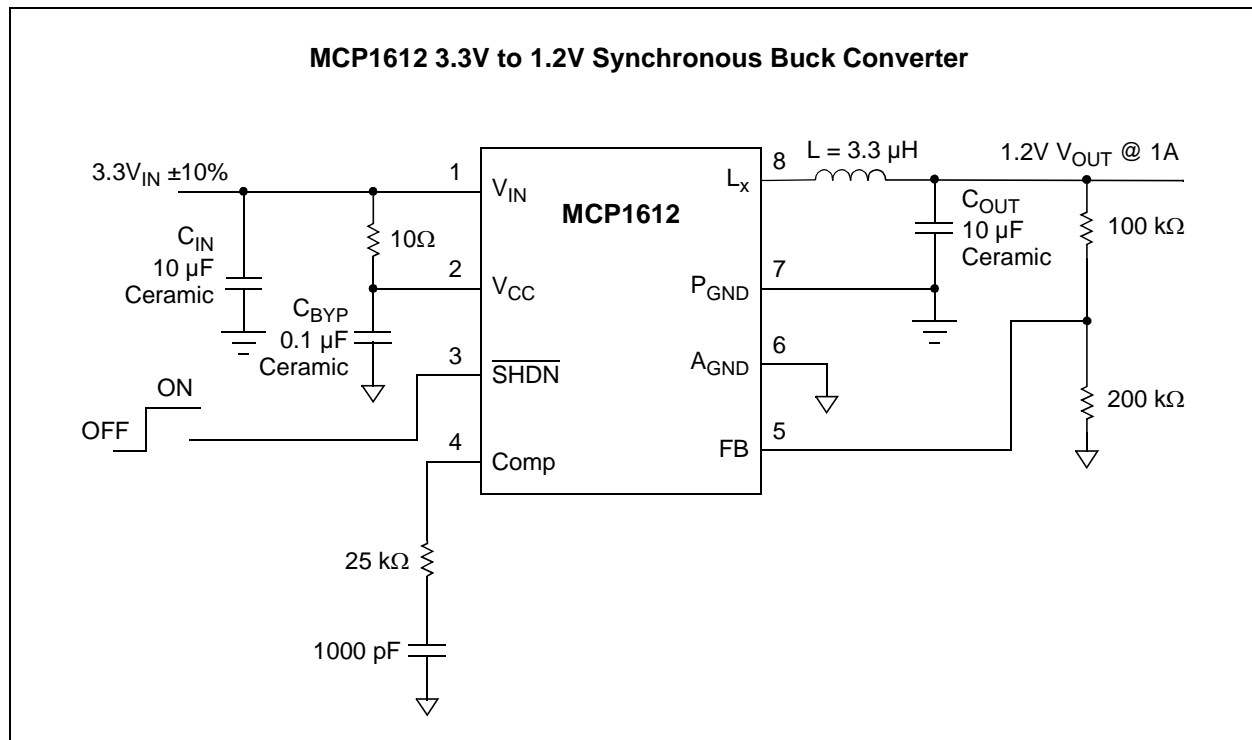 MCP1612 3.3V to 1.2V Synchronous Buck Converter
3.3V_IN ±10%
C_IN
10 µF
Ceramic
10Ω
C_BYP
0.1 µF
Ceramic
ON
OFF
1
2
3
4
V_IN
V_CC
SHDN
Comp
MCP1612
L_x
P_GND
A_GND
FB
8
7
6
5
L = 3.3 µH
1.2V V_OUT @ 1A
C_OUT
10 µF
Ceramic
100 kΩ
200 kΩ
25 kΩ
1000 pF